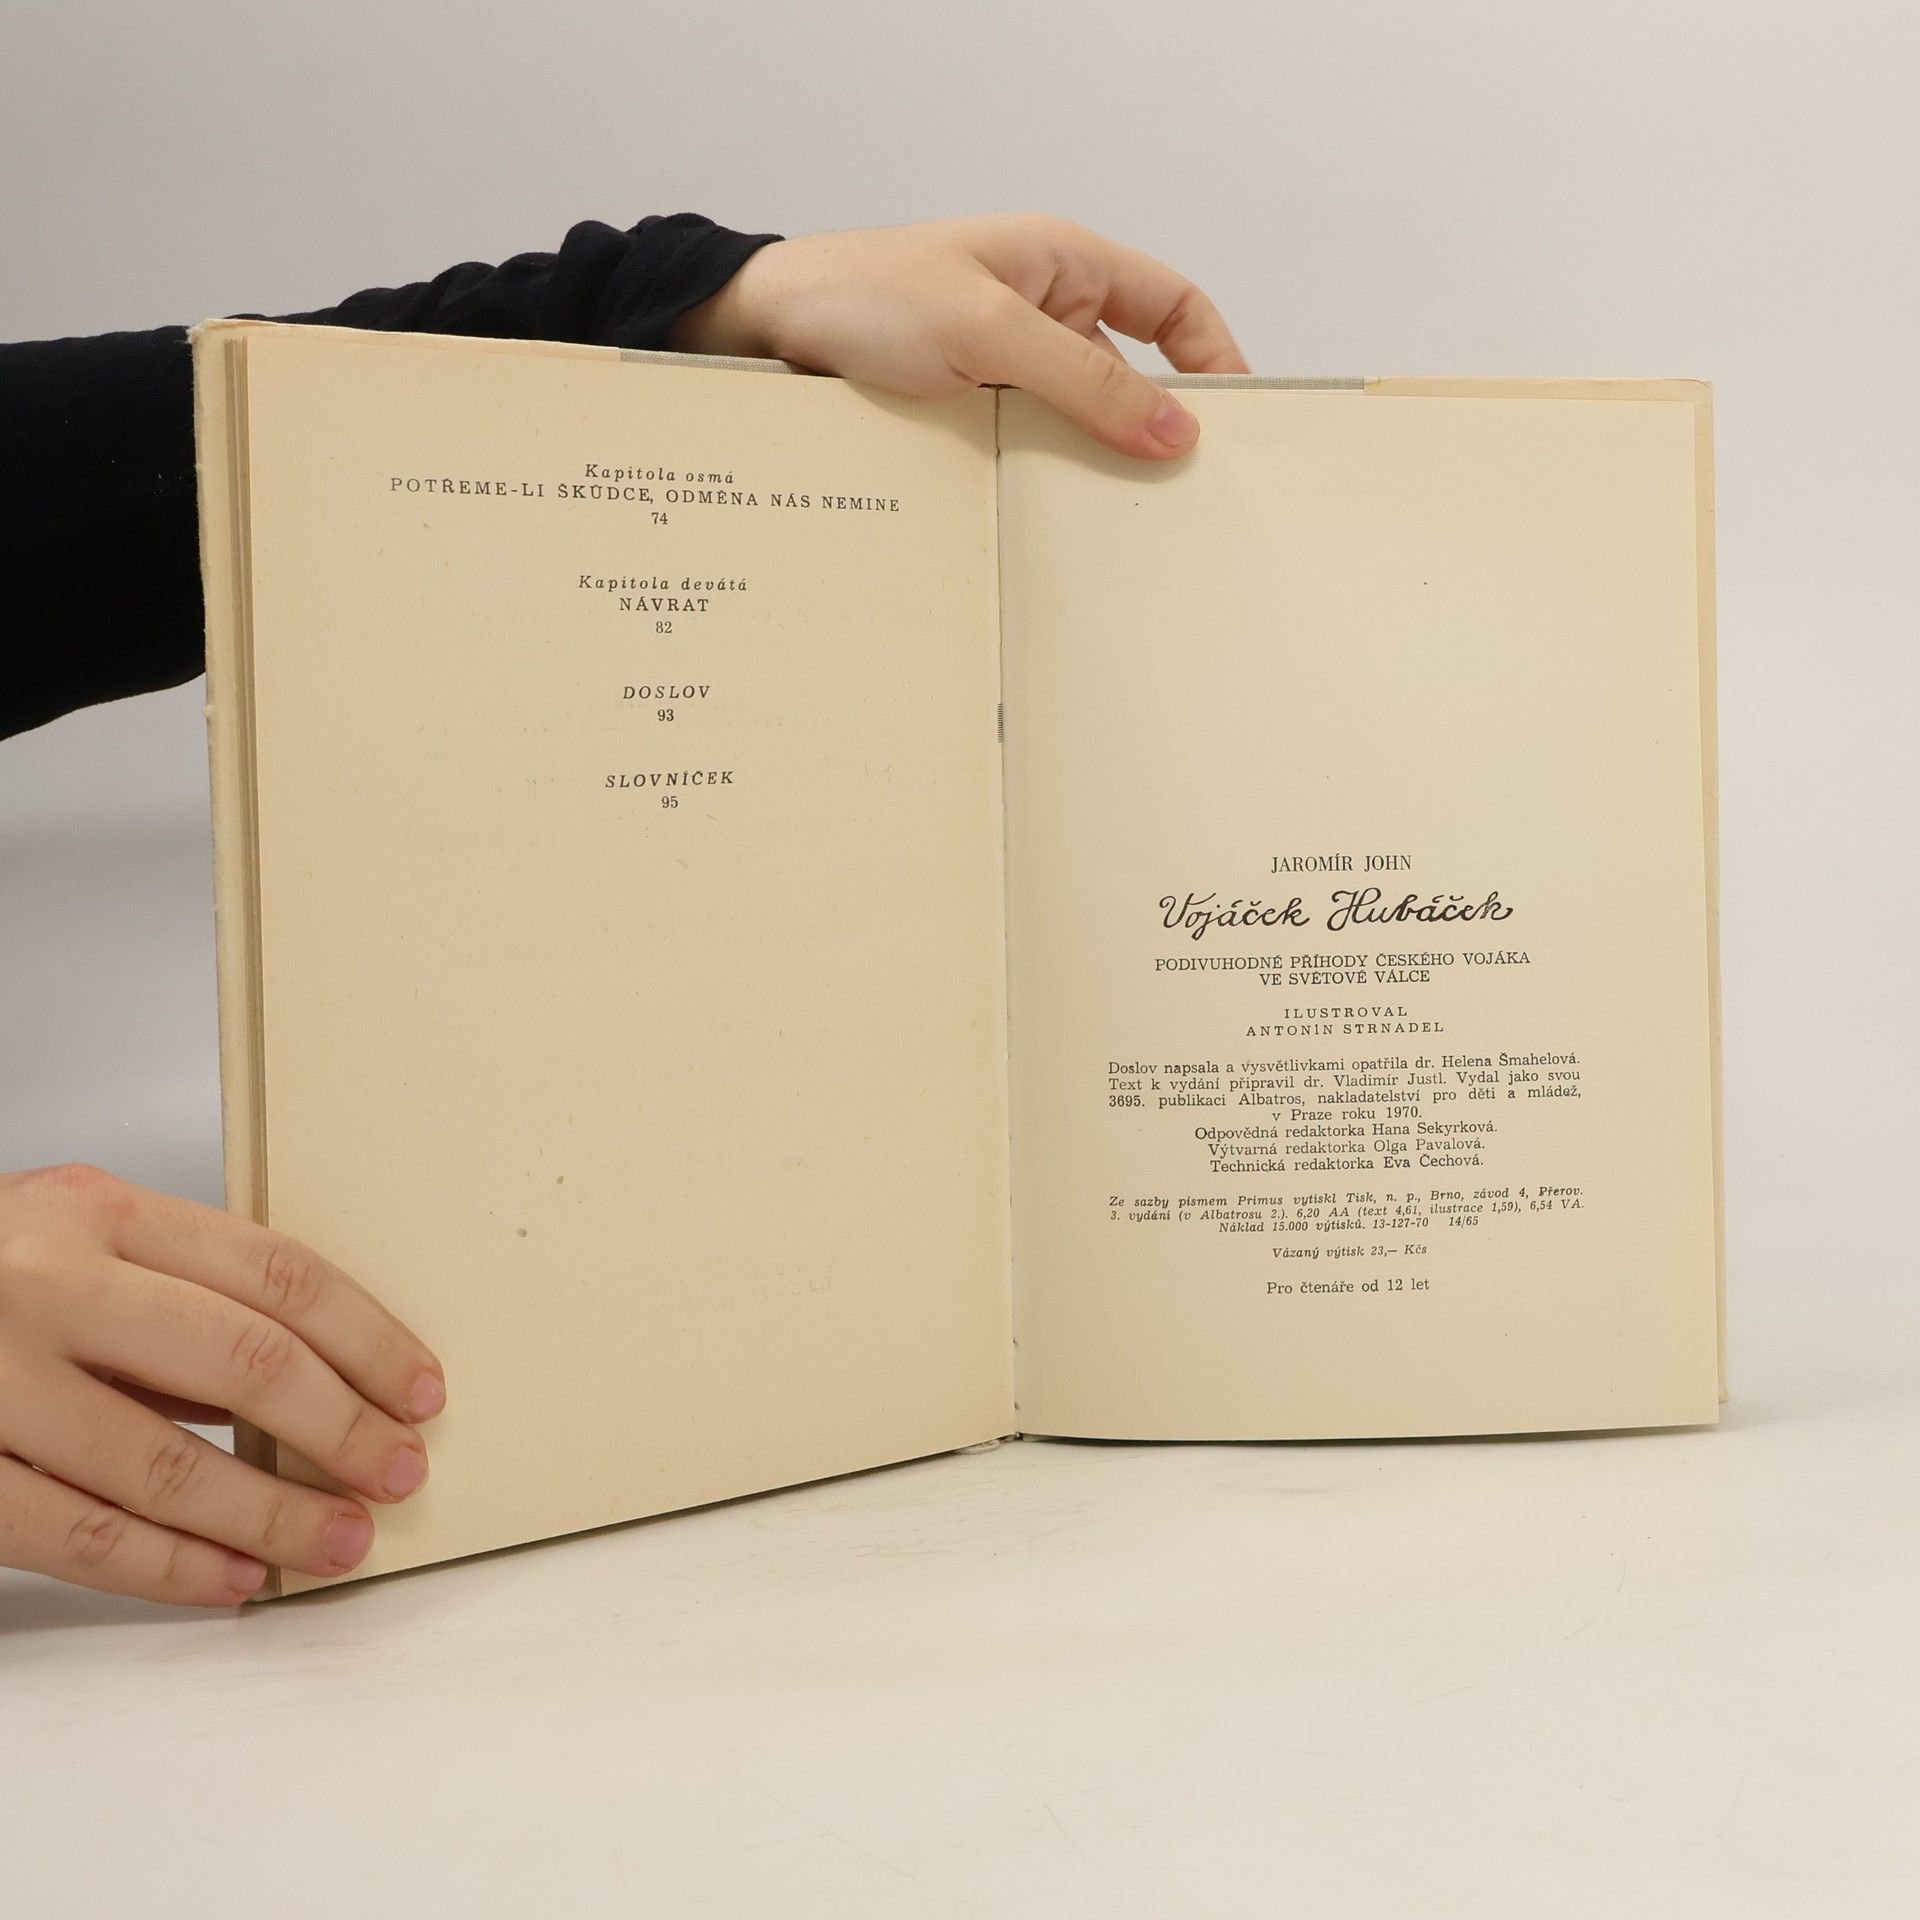 Kapitola osmá
POTŘEME-LI ŠKŮDCE, ODMĚNA NÁS NEMINE
74
Kapitola devátá
NÁVRAT
82
DOSLOV
93
SLOVNÍČEK
95
JAROMÍR JOHN
Vojáček Hubáček
PODIVUHODNÉ PŘÍHODY ČESKÉHO VOJÁKA
VE SVĚTOVÉ VÁLCE
ILUSTROVAL
ANTONÍN STRNADEL
Doslov napsala a vysvětlivkami opatřila dr. Helena Šmahelová.
Text k vydání připravil dr. Vladimír Justl. Vydal jako svou
3695. publikaci Albatros, nakladatelství pro děti a mládež,
v Praze roku 1970.
Odpovědná redaktorka Hana Sekyrková.
Výtvarná redaktorka Olga Pavalová.
Technická redaktorka Eva Čechová.
Ze sazby písmem Primus vytiskl Tisk, n. p., Brno, závod 4, Přerov.
3. vydání (v Albatrosu 2.). 6,20 AA (text 4,61, ilustrace 1,59), 6,54 VA.
Náklad 15.000 výtisků. 13-127-70 14/65
Vázaný výtisk 23,— Kčs
Pro čtenáře od 12 let